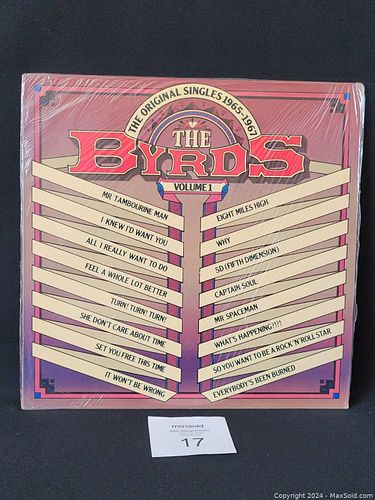 THE ORIGINAL SINGLES 1965-1967
THE
BYRDS
VOLUME 1
MR TAMBOURINE MAN
I KNEW I'D WANT YOU
ALL I REALLY WANT TO DO
FEEL A WHOLE LOT BETTER
TURN! TURN! TURN!
SHE DON'T CARE ABOUT TIME
SET YOU FREE THIS TIME
IT WON'T BE WRONG
EIGHT MILES HIGH
WHY
5D (FIFTH DIMENSION)
CAPTAIN SOUL
MR SPACEMAN
WHAT'S HAPPENING?!?!
SO YOU WANT TO BE A ROCK'N'ROLL STAR
EVERYBODY'S BEEN BURNED
maxsold
17
Copyright 2024 - MaxSold.com